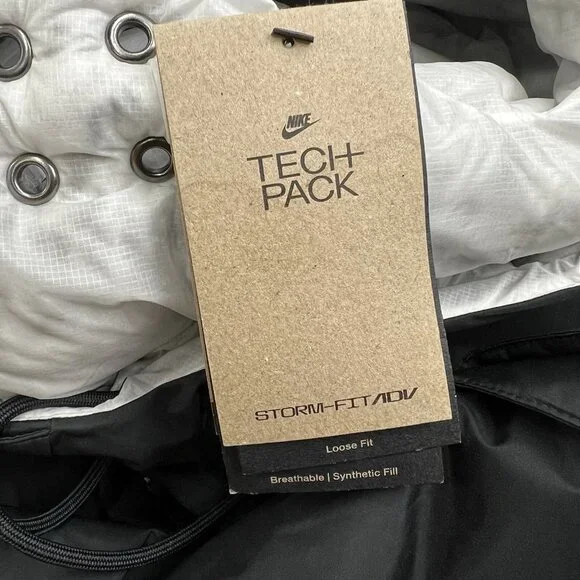 NIKE
TECH
PACK
STORM-FIT ADV
Loose Fit
Breathable | Synthetic Fill